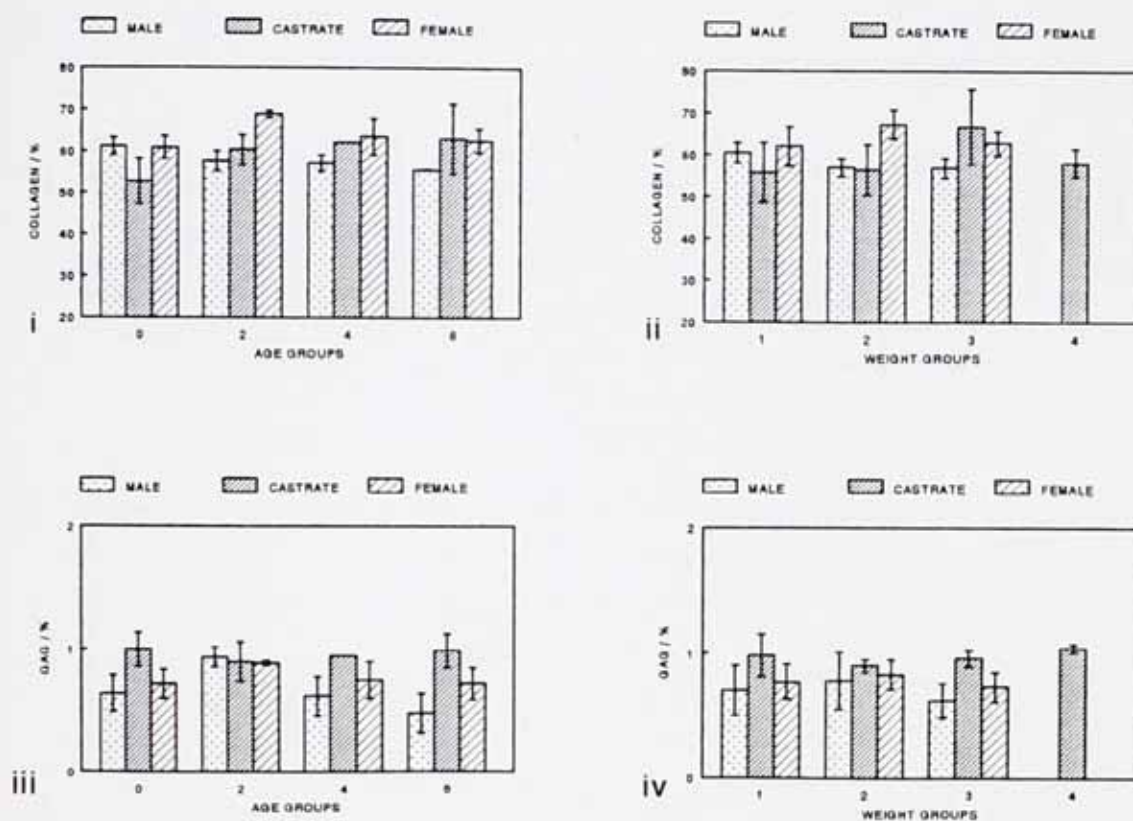 MALE CASTRATE FEMALE
80
70
60
50
40
30
20
COLLAGEN / %
0 2 4 6
AGE GROUPS
i
MALE CASTRATE FEMALE
80
70
60
50
40
30
20
COLLAGEN / %
1 2 3 4
WEIGHT GROUPS
ii
MALE CASTRATE FEMALE
2
1
0
GAG / %
0 2 4 6
AGE GROUPS
iii
MALE CASTRATE FEMALE
2
1
0
GAG / %
1 2 3 4
WEIGHT GROUPS
iv